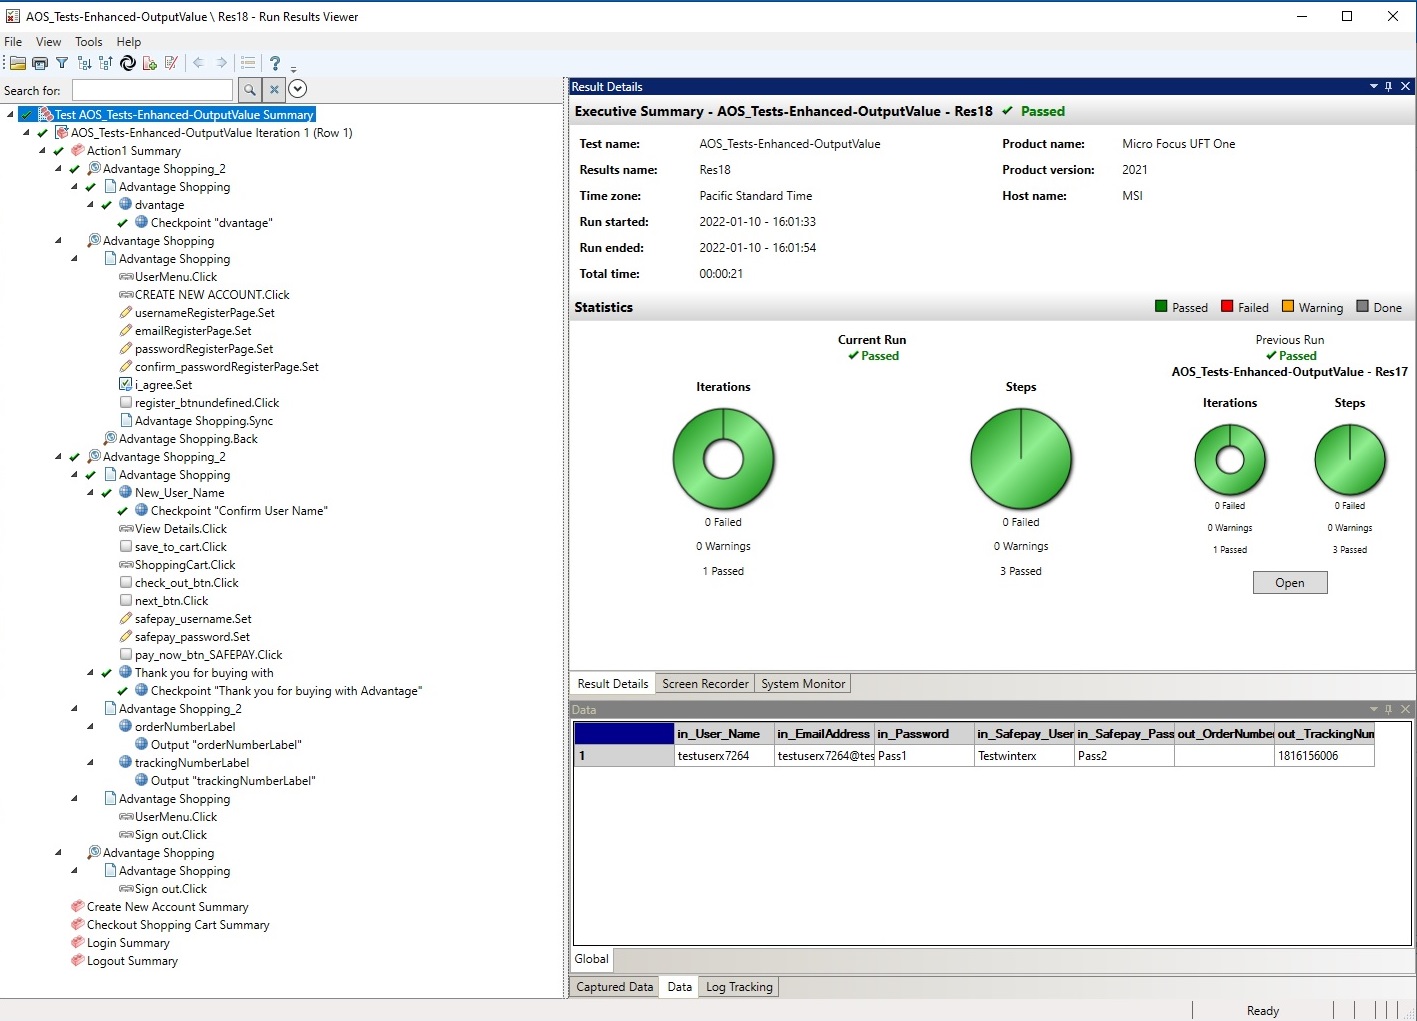 AOS_Tests-Enhanced-OutputValue \ Res18 - Run Results Viewer
File View Tools Help
Search for:
Test AOS_Tests-Enhanced-OutputValue Summary
AOS_Tests-Enhanced-OutputValue Iteration 1 (Row 1)
Action1 Summary
Advantage Shopping_2
Advantage Shopping
dvantage
Checkpoint "dvantage"
Advantage Shopping
Advantage Shopping
UserMenu.Click
CREATE NEW ACCOUNT.Click
usernameRegisterPage.Set
emailRegisterPage.Set
passwordRegisterPage.Set
confirm_passwordRegisterPage.Set
i_agree.Set
register_btnundefined.Click
Advantage Shopping.Sync
Advantage Shopping.Back
Advantage Shopping_2
Advantage Shopping
New_User_Name
Checkpoint "Confirm User Name"
View Details.Click
save_to_cart.Click
ShoppingCart.Click
check_out_btn.Click
next_btn.Click
safepay_username.Set
safepay_password.Set
pay_now_btn_SAFEPAY.Click
Thank you for buying with
Checkpoint "Thank you for buying with Advantage"
Advantage Shopping_2
orderNumberLabel
Output "orderNumberLabel"
trackingNumberLabel
Output "trackingNumberLabel"
Advantage Shopping
UserMenu.Click
Sign out.Click
Advantage Shopping
Advantage Shopping
Sign out.Click
Create New Account Summary
Checkout Shopping Cart Summary
Login Summary
Logout Summary
Result Details
Executive Summary - AOS_Tests-Enhanced-OutputValue - Res18 Passed
Test name: AOS_Tests-Enhanced-OutputValue Product name: Micro Focus UFT One
Results name: Res18 Product version: 2021
Time zone: Pacific Standard Time Host name: MSI
Run started: 2022-01-10 - 16:01:33
Run ended: 2022-01-10 - 16:01:54
Total time: 00:00:21
Statistics Passed Failed Warning Done
Current Run
Passed
Iterations Steps
0 Failed 0 Failed
0 Warnings 0 Warnings
1 Passed 3 Passed
Previous Run
Passed
AOS_Tests-Enhanced-OutputValue - Res17
Iterations Steps
0 Failed 0 Failed
0 Warnings 0 Warnings
1 Passed 3 Passed
Open
Result Details Screen Recorder System Monitor
Data
in_User_Name in_EmailAddress in_Password in_Safepay_User in_Safepay_Pass out_OrderNumber out_TrackingNum
1 testuserx7264 testuserx7264@tes Pass1 Testwinterx Pass2 1816156006
Global
Captured Data Data Log Tracking
Ready